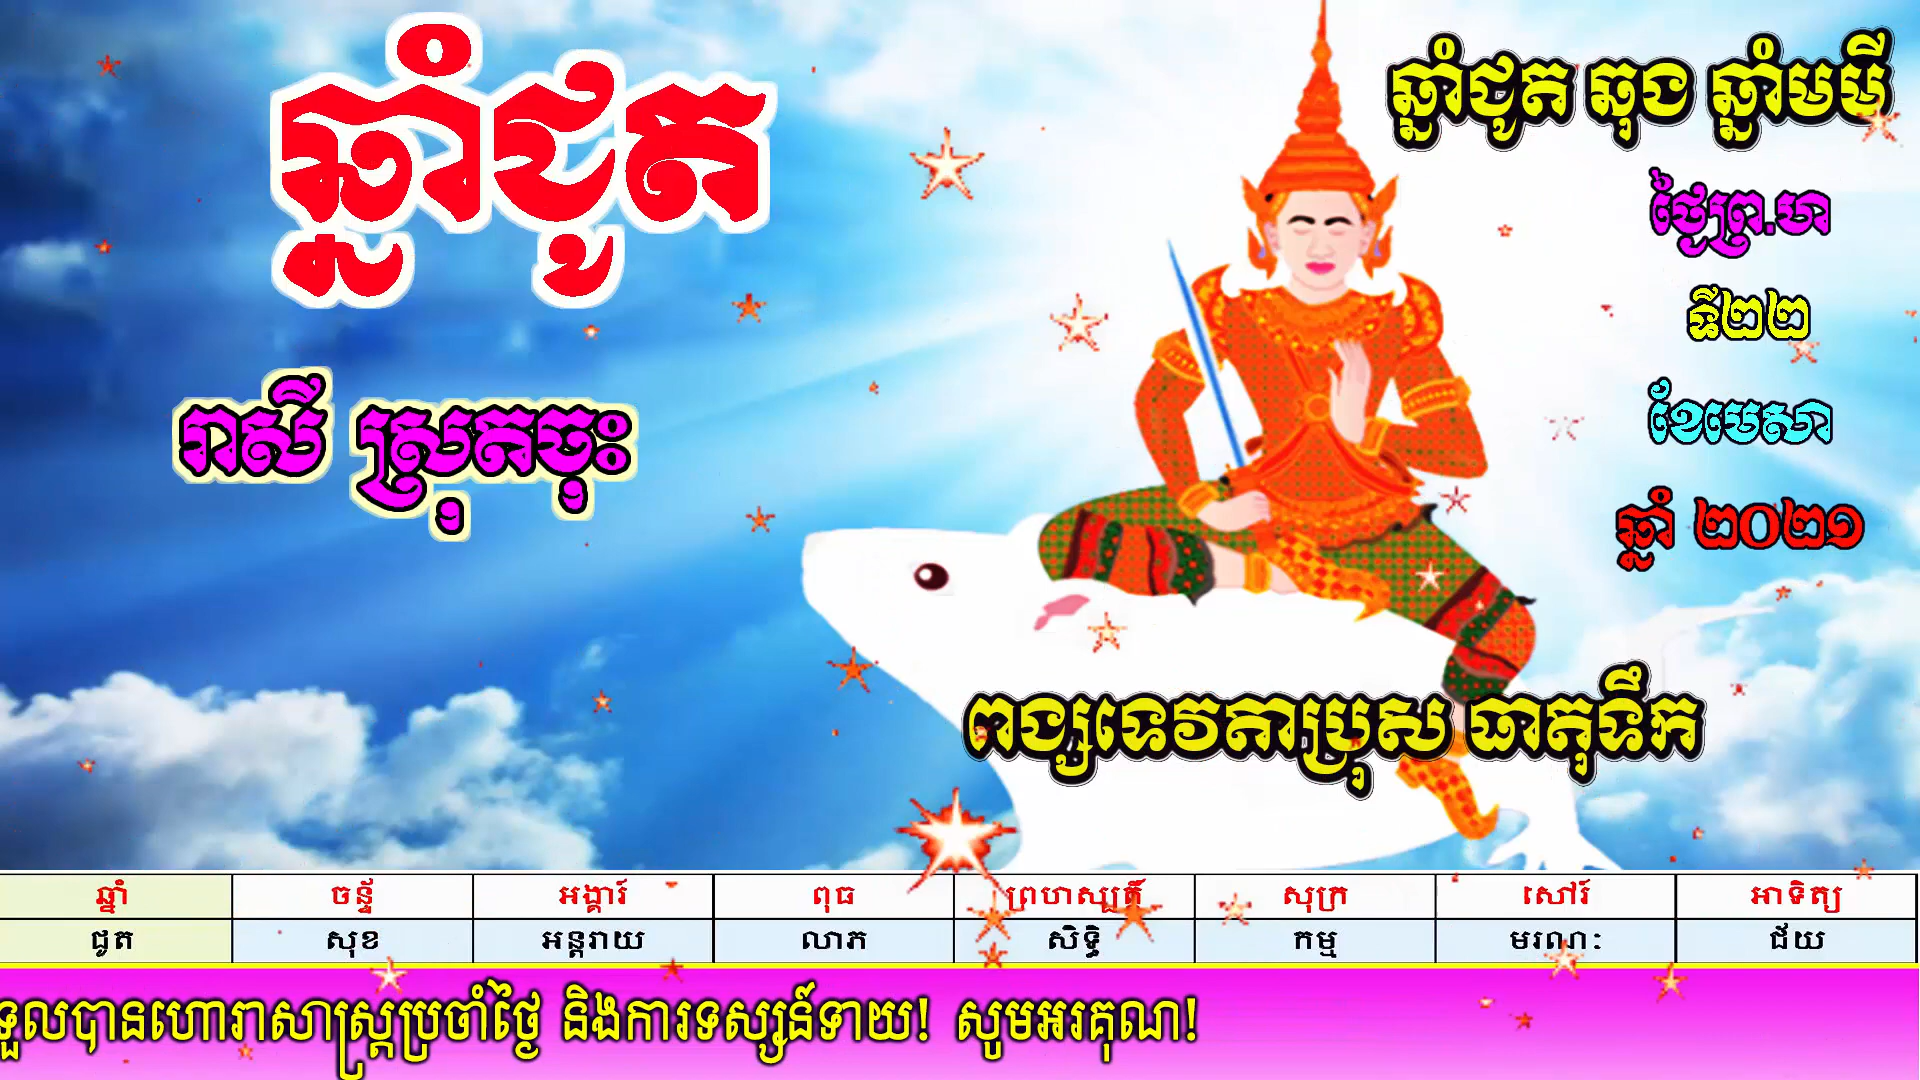 ឆ្នាំជូត
រាសី ស្រុតចុះ
ឆ្នាំជូត ឆុង ឆ្នាំមមី
ថ្ងៃព្រ.ហ
ទី២២
ខែមេសា
ឆ្នាំ ២០២១
ពង្សទេវតាប្រុស ធាតុទឹក
ឆ្នាំ ចន្ទ័ អង្គារ៍ ពុធ ព្រហស្បតិ៍ សុក្រ សៅរ៍ អាទិត្យ
ជូត សុខ អន្តរាយ លាភ សិទ្ធិ កម្ម មរណៈ ជ័យ
ទួលបានហោរាសាស្ត្រប្រចាំថ្ងៃ និងការទស្សន៍ទាយ! សូមអរគុណ!